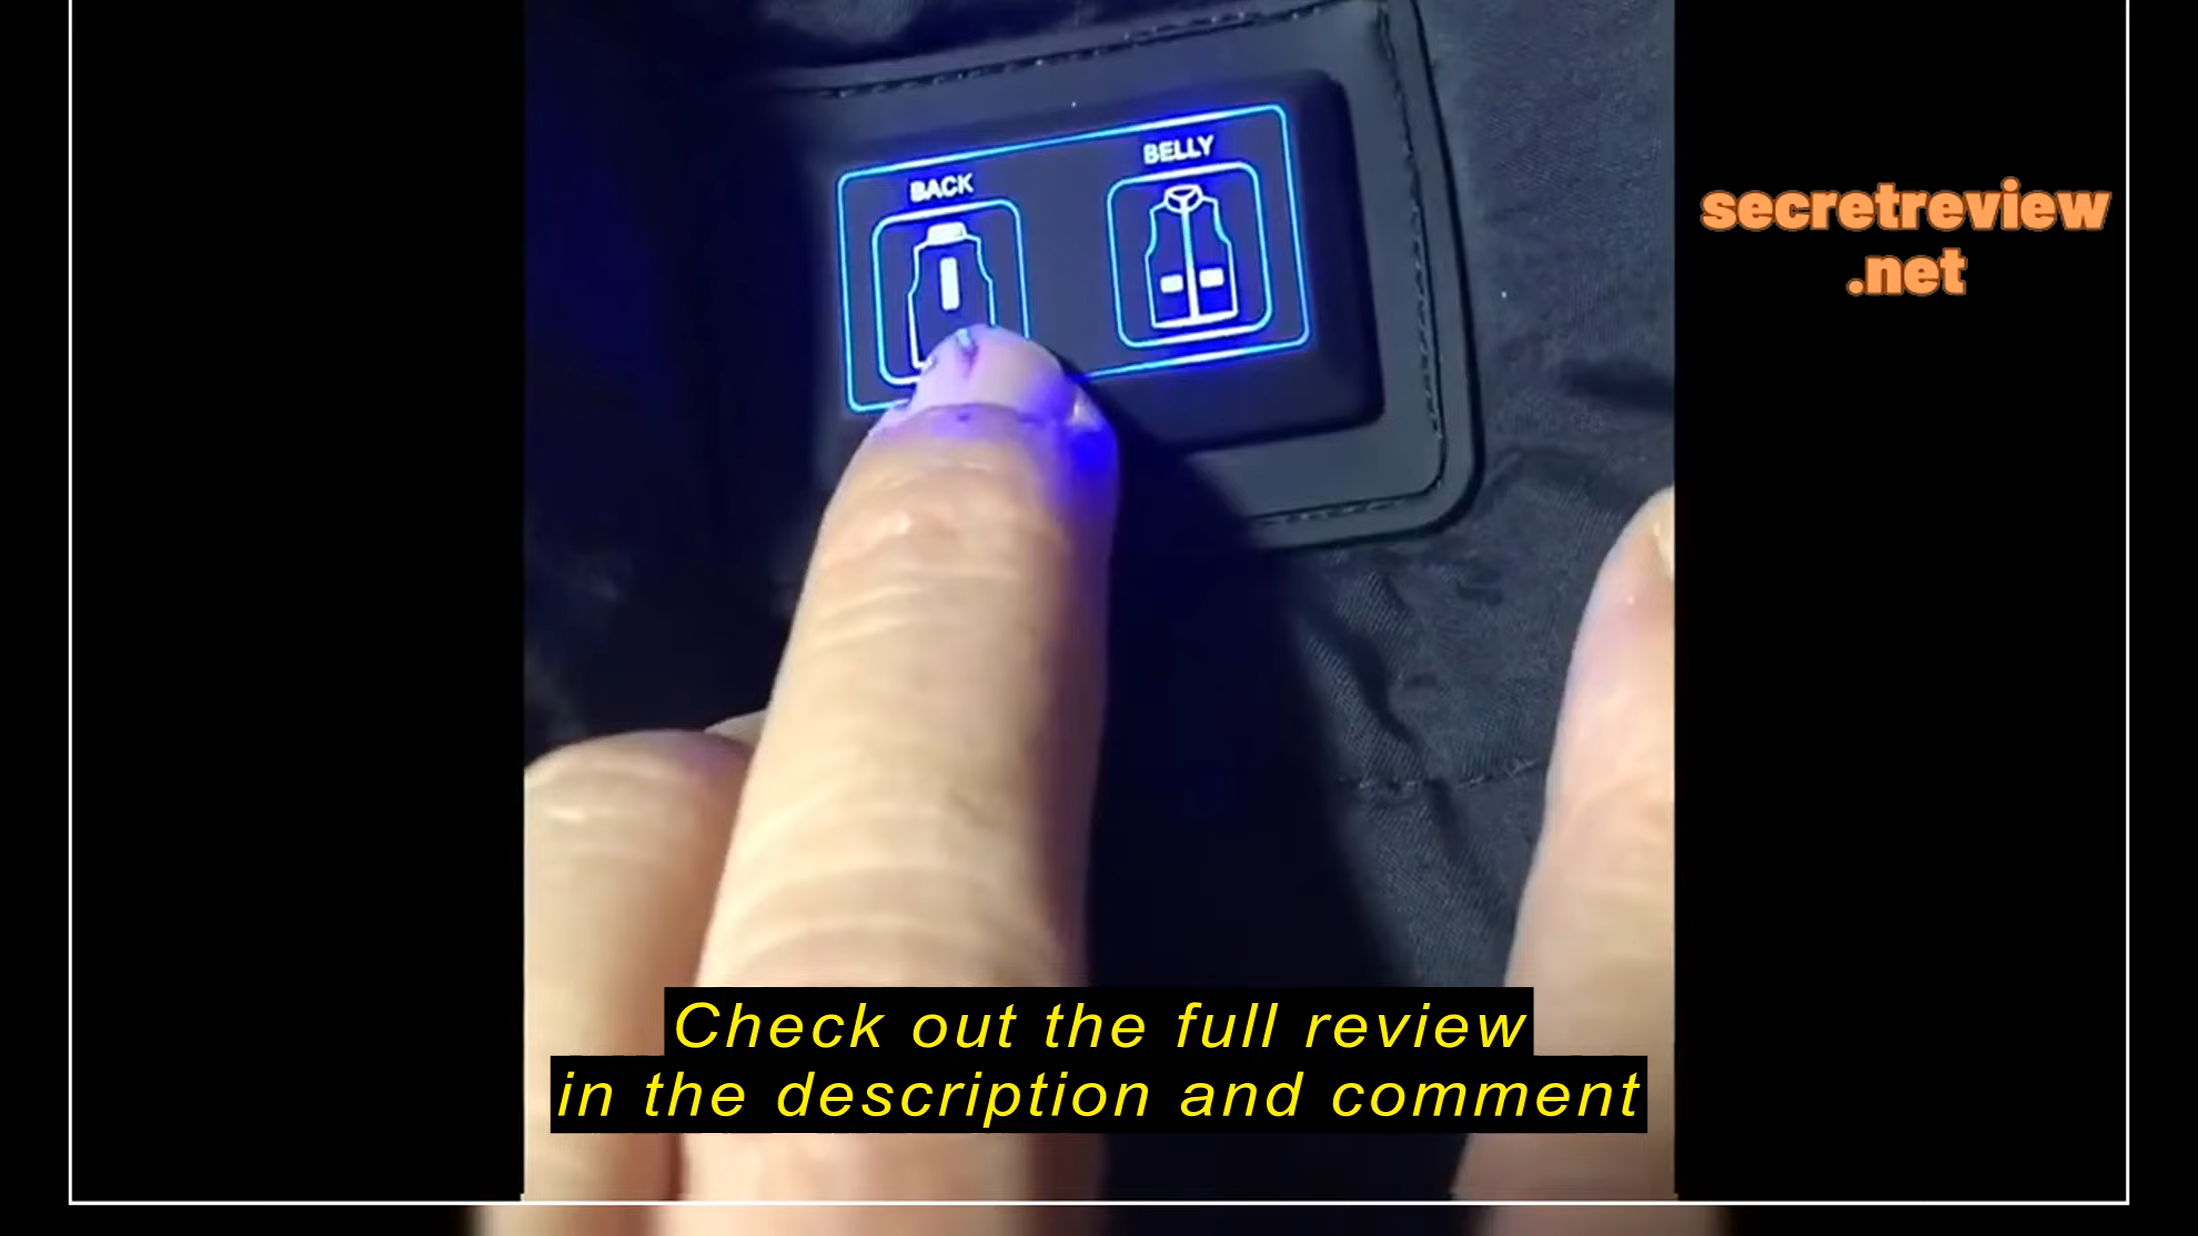 BACK
BELLY
secretreview
.net
Check out the full review
in the description and comment